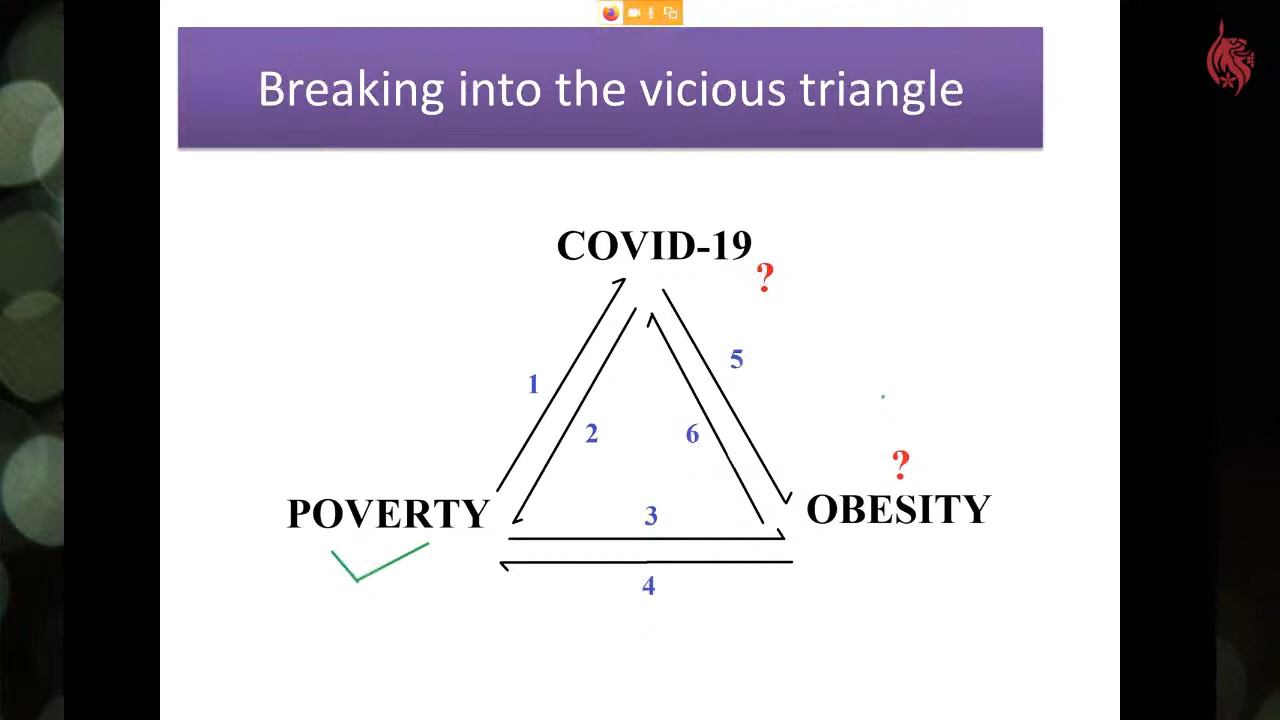 Breaking into the vicious triangle
COVID-19
?
5
1
2
6
?
POVERTY
3
OBESITY
4